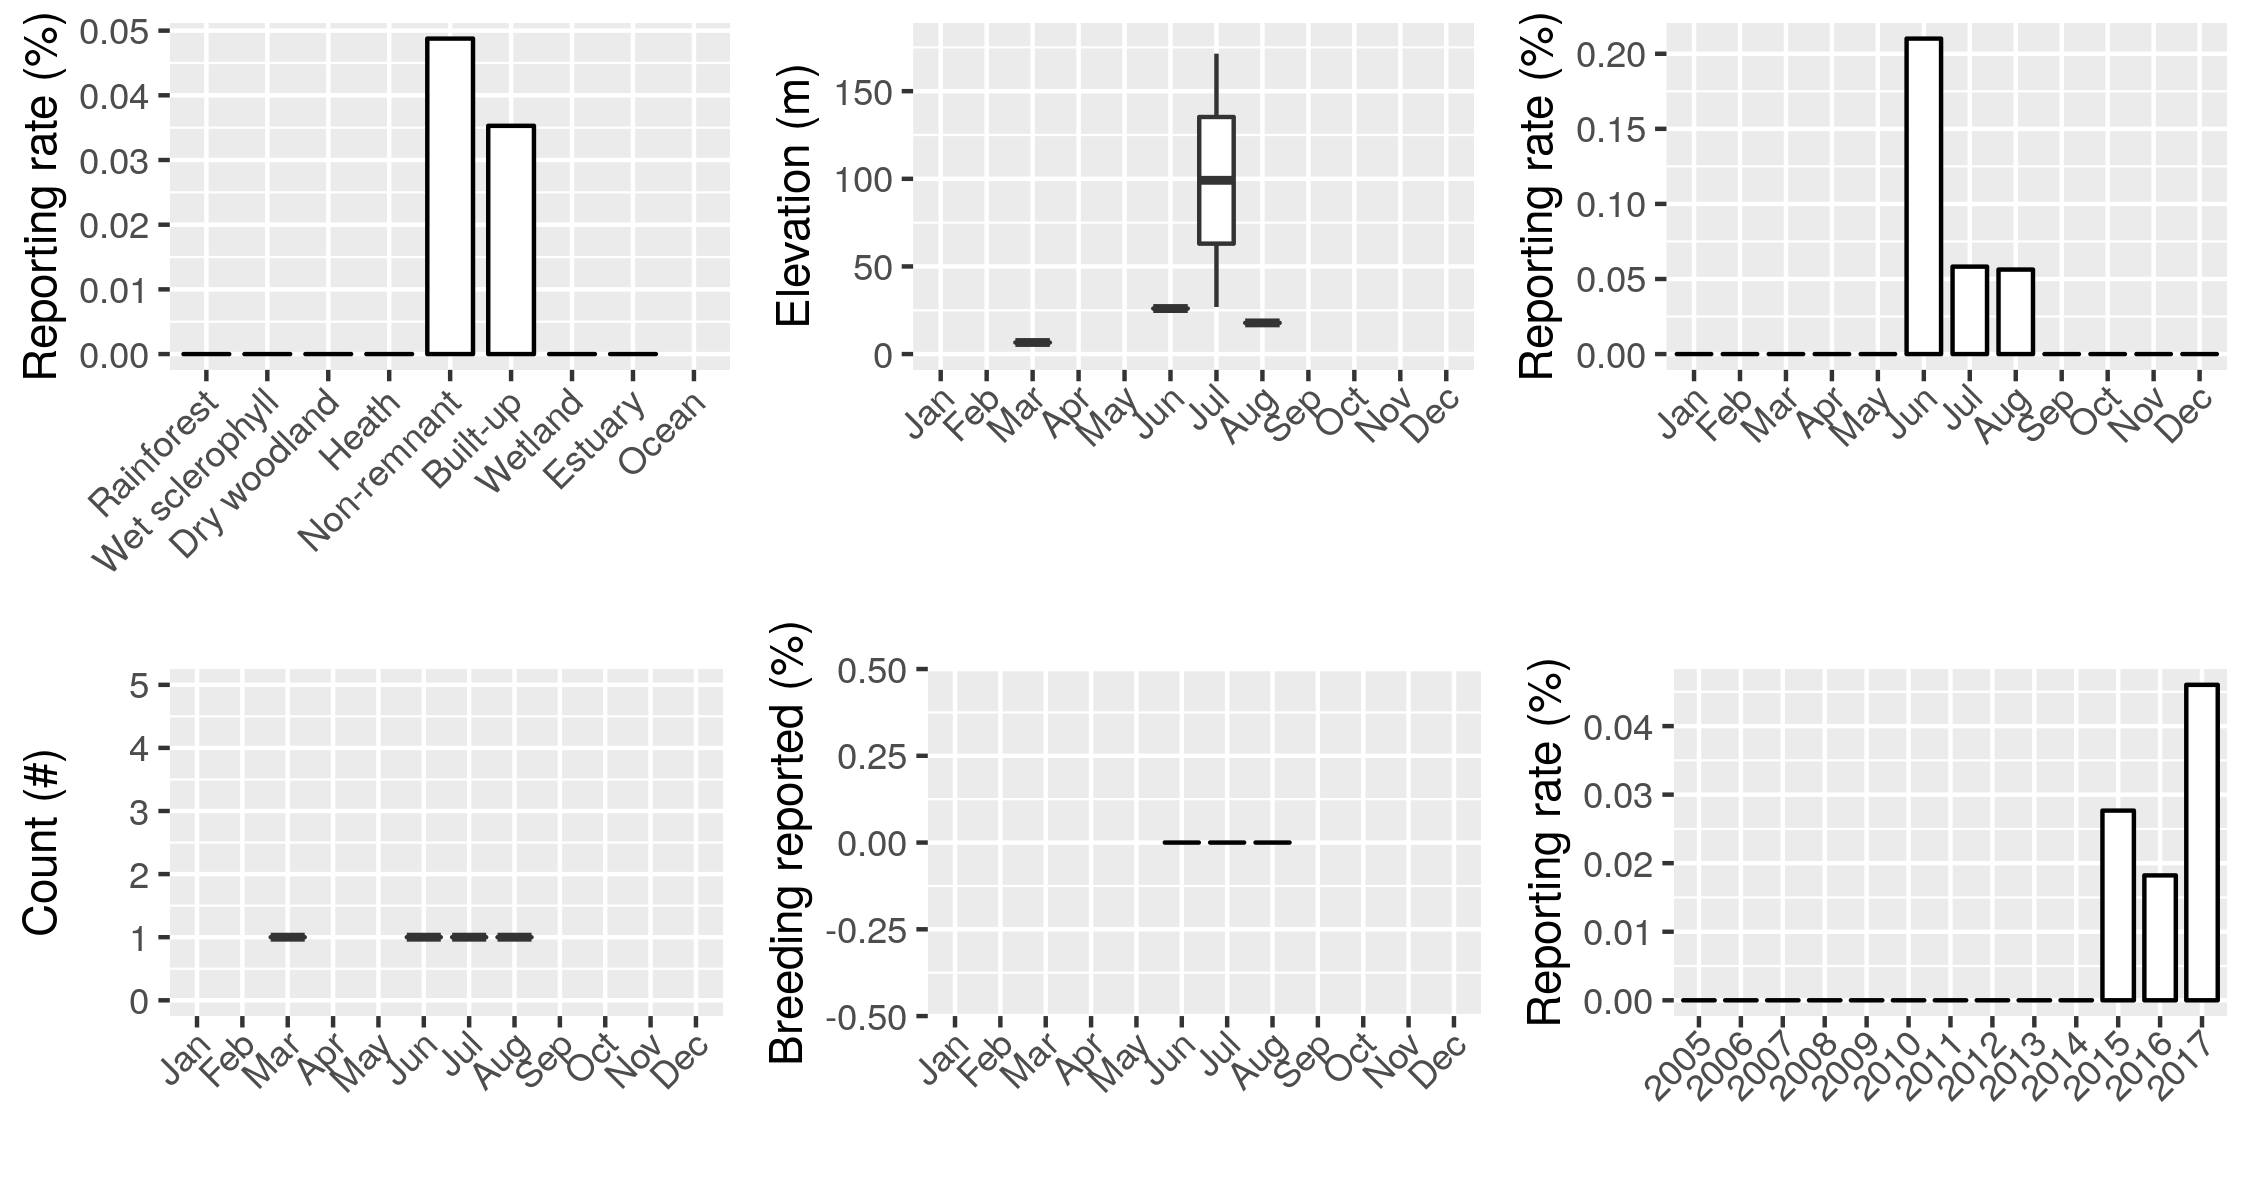 Reporting rate (%)
0.05
0.04
0.03
0.02
0.01
0.00
Rainforest
Wet sclerophyll
Dry woodland
Heath
Non-remnant
Built-up
Wetland
Estuary
Ocean
Elevation (m)
150
100
50
0
Jan
Feb
Mar
Apr
May
Jun
Jul
Aug
Sep
Oct
Nov
Dec
Reporting rate (%)
0.20
0.15
0.10
0.05
0.00
Jan
Feb
Mar
Apr
May
Jun
Jul
Aug
Sep
Oct
Nov
Dec
Count (#)
5
4
3
2
1
0
Jan
Feb
Mar
Apr
May
Jun
Jul
Aug
Sep
Oct
Nov
Dec
Breeding reported (%)
0.50
0.25
0.00
-0.25
-0.50
Jan
Feb
Mar
Apr
May
Jun
Jul
Aug
Sep
Oct
Nov
Dec
Reporting rate (%)
0.04
0.03
0.02
0.01
0.00
2005
2006
2007
2008
2009
2010
2011
2012
2013
2014
2015
2016
2017